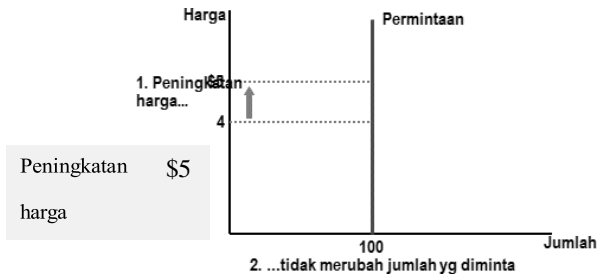 Harga
Permintaan
1. Peningkatan
harga...
$5
4
Peningkatan $5
harga
100
Jumlah
2. ...tidak merubah jumlah yg diminta